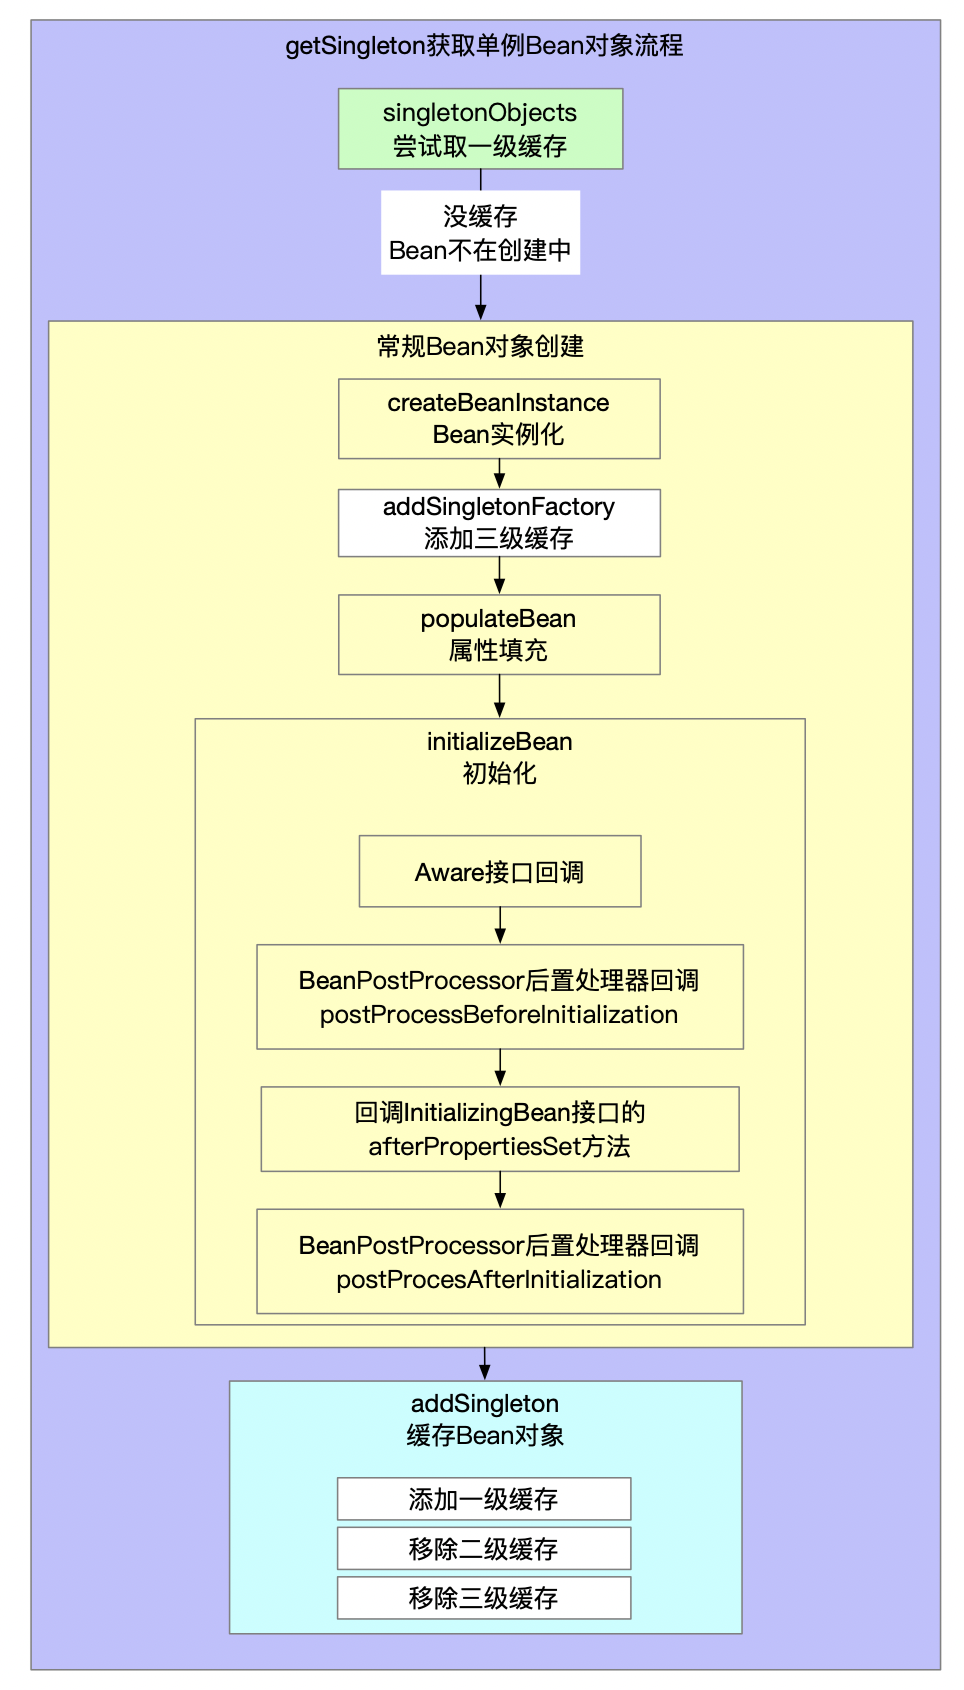 getSingleton获取单例Bean对象流程
singletonObjects
尝试取一级缓存
没缓存
Bean不在创建中
常规Bean对象创建
createBeanInstance
Bean实例化
addSingletonFactory
添加三级缓存
populateBean
属性填充
initializeBean
初始化
Aware接口回调
BeanPostProcessor后置处理器回调
postProcessBeforeInitialization
回调InitializingBean接口的
afterPropertiesSet方法
BeanPostProcessor后置处理器回调
postProcesAfterInitialization
addSingleton
缓存Bean对象
添加一级缓存
移除二级缓存
移除三级缓存